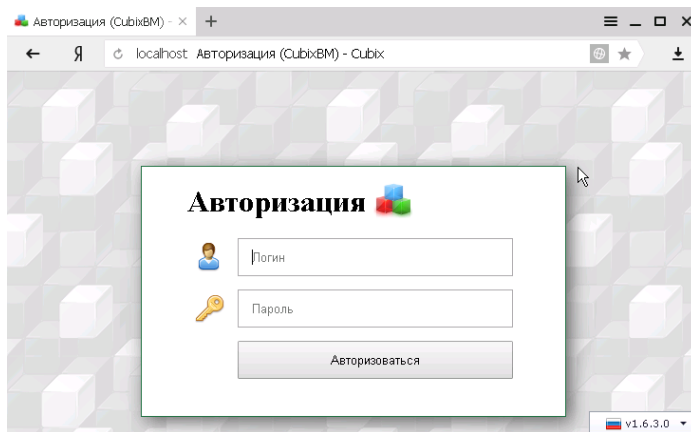 Авторизация (CubixBM) -
Я localhost Авторизация (CubixBM) - Cubix
Авторизация
Логин
Пароль
Авторизоваться
v1.6.3.0